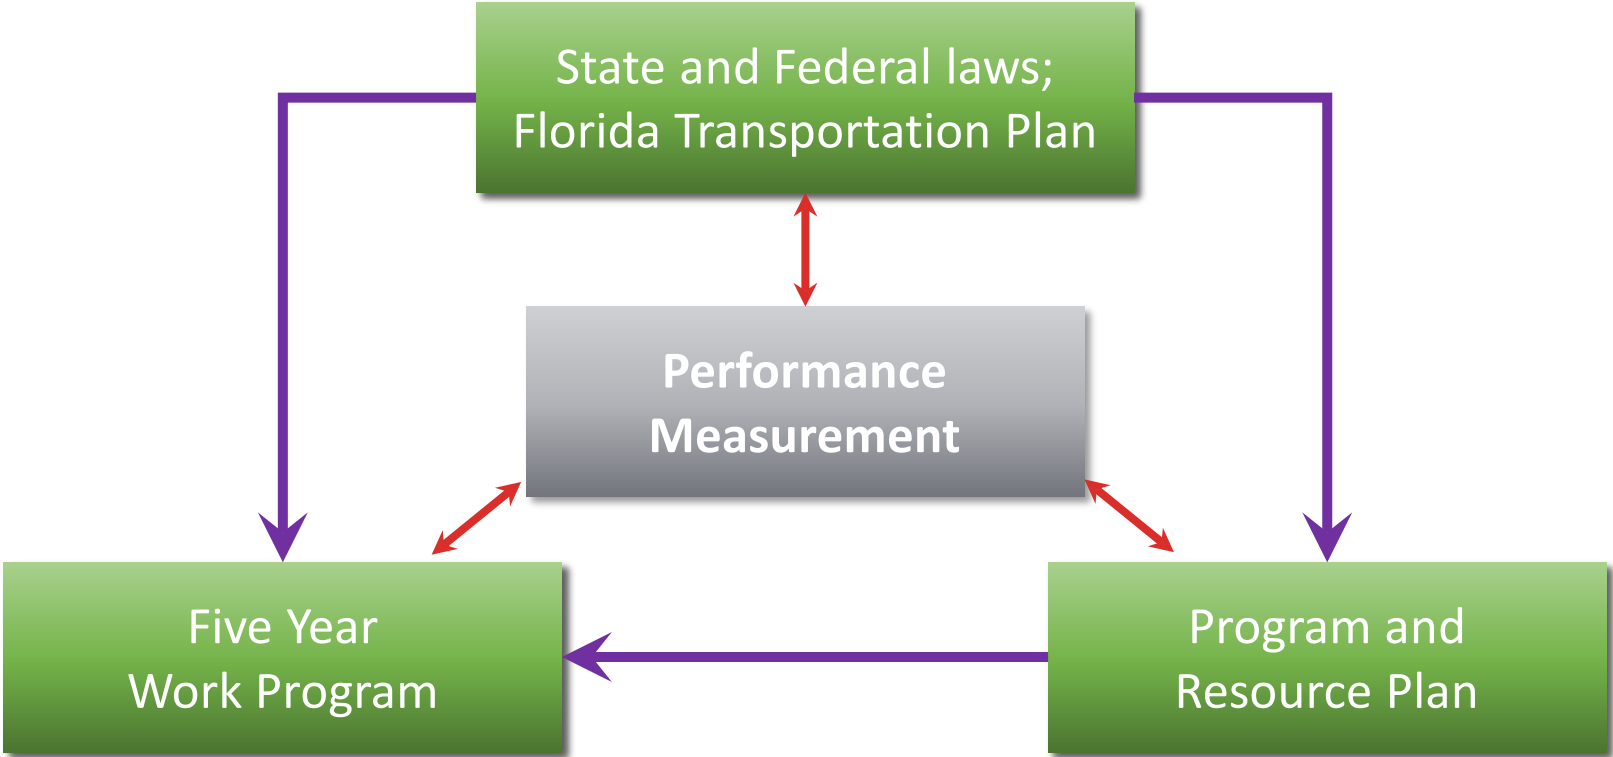 State and Federal laws;
Florida Transportation Plan
Performance
Measurement
Five Year
Work Program
Program and
Resource Plan